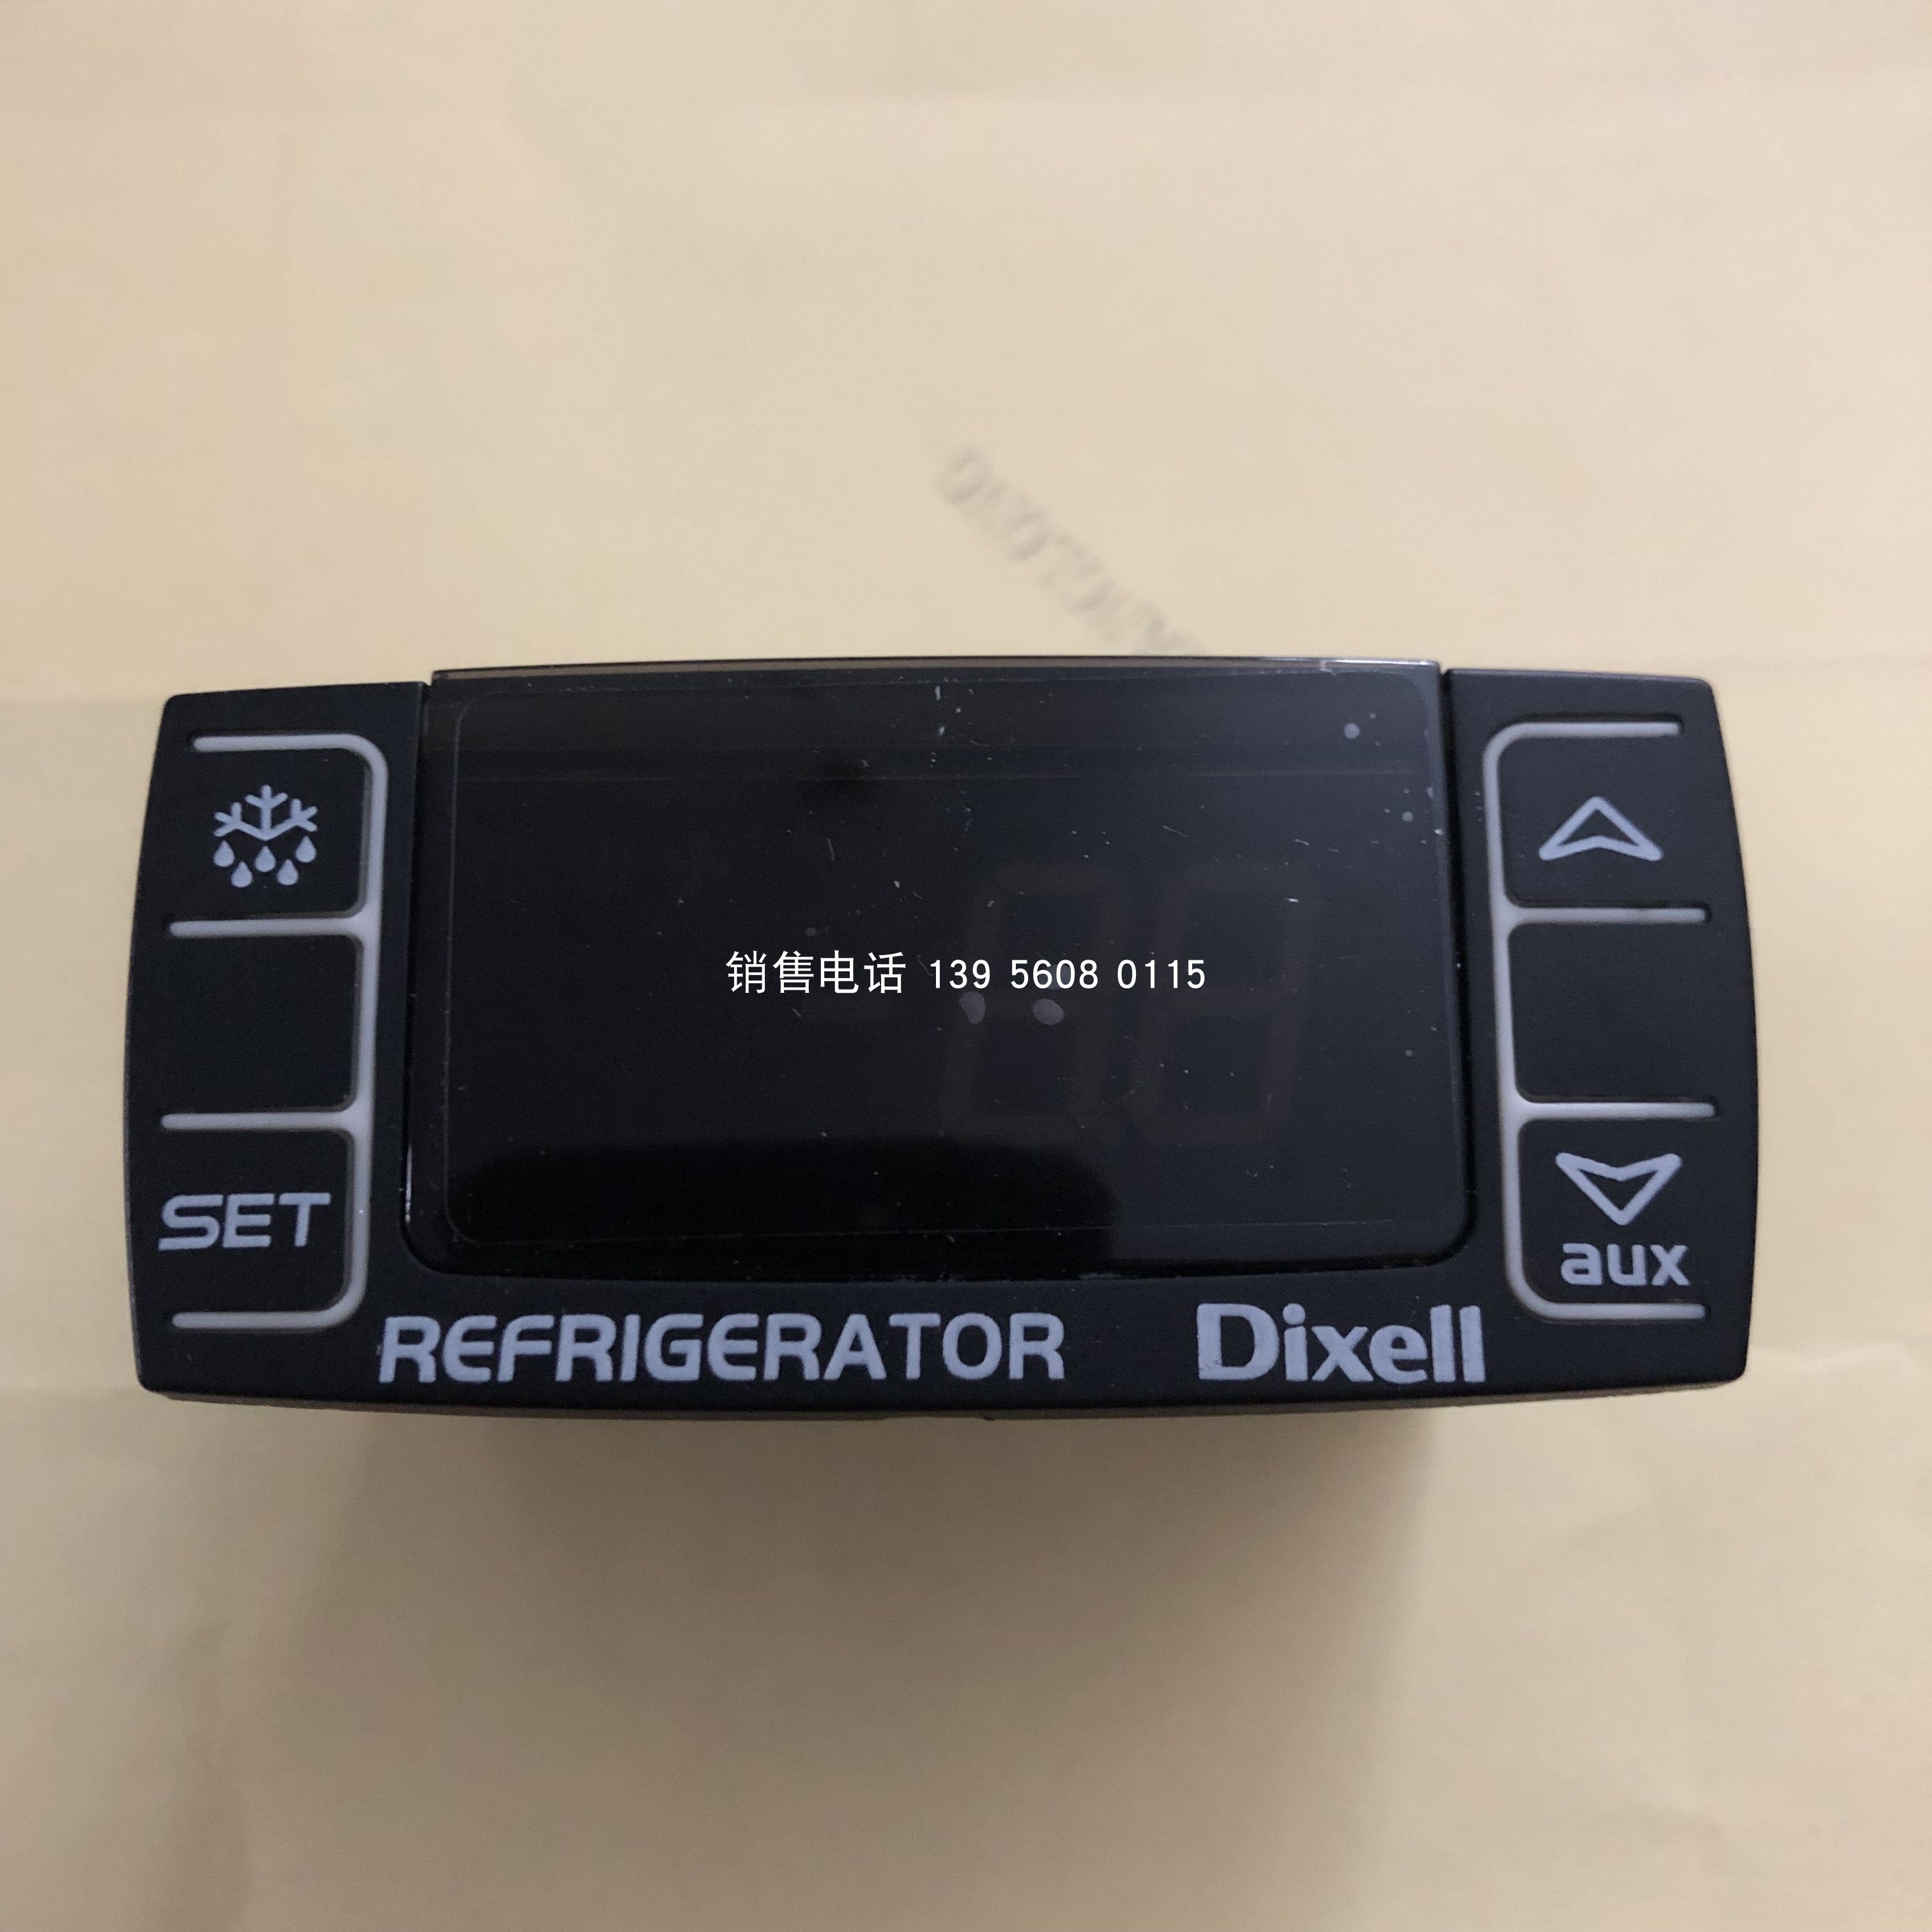 销售电话 139 5608 0115
SET
aux
REFRIGERATOR Dixell